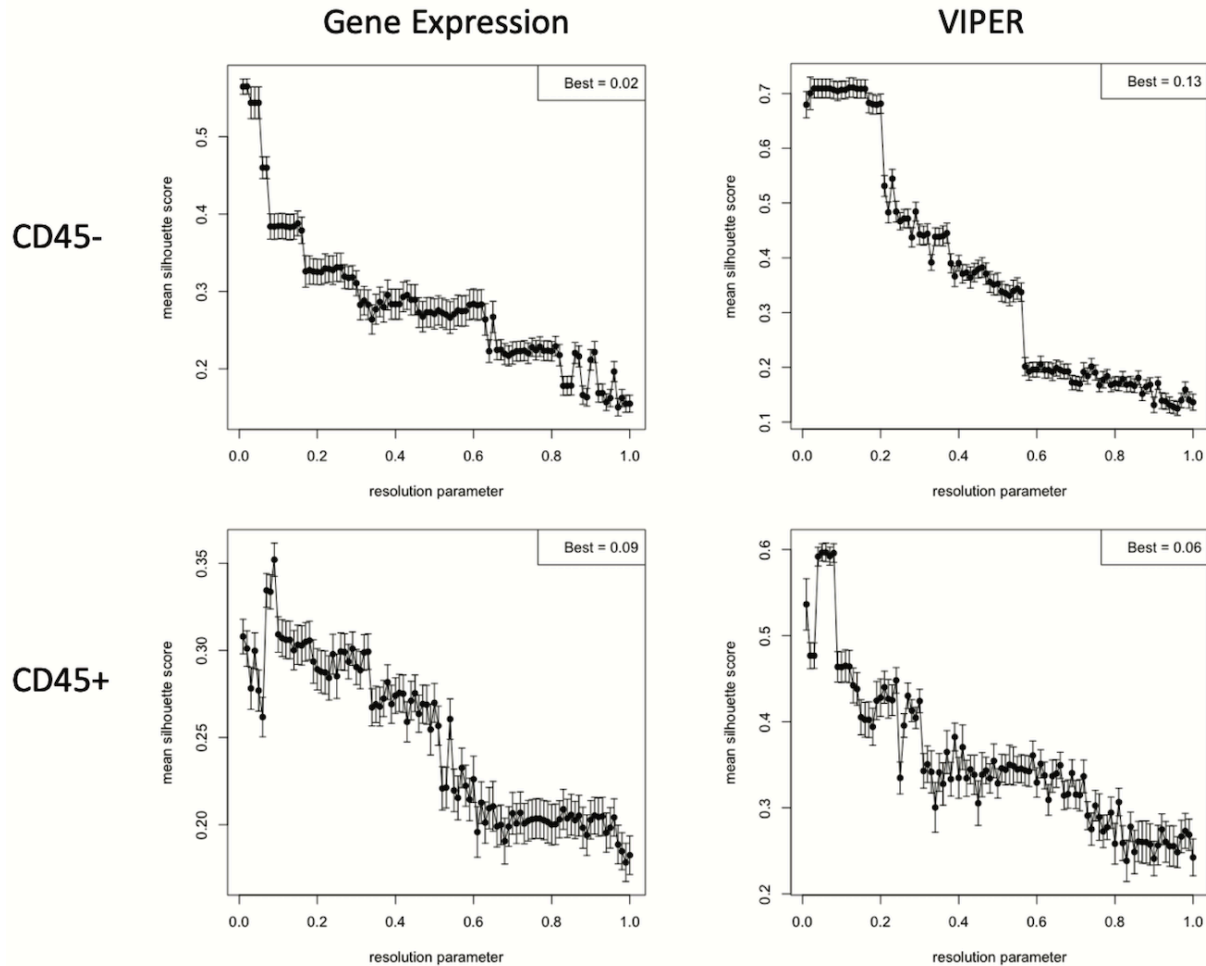 Gene Expression
VIPER
CD45-
Best = 0.02
mean silhouette score
0.5
0.4
0.3
0.2
0.0 0.2 0.4 0.6 0.8 1.0
resolution parameter
Best = 0.13
mean silhouette score
0.7
0.6
0.5
0.4
0.3
0.2
0.1
0.0 0.2 0.4 0.6 0.8 1.0
resolution parameter
CD45+
Best = 0.09
mean silhouette score
0.35
0.30
0.25
0.20
0.0 0.2 0.4 0.6 0.8 1.0
resolution parameter
Best = 0.06
mean silhouette score
0.6
0.5
0.4
0.3
0.2
0.0 0.2 0.4 0.6 0.8 1.0
resolution parameter